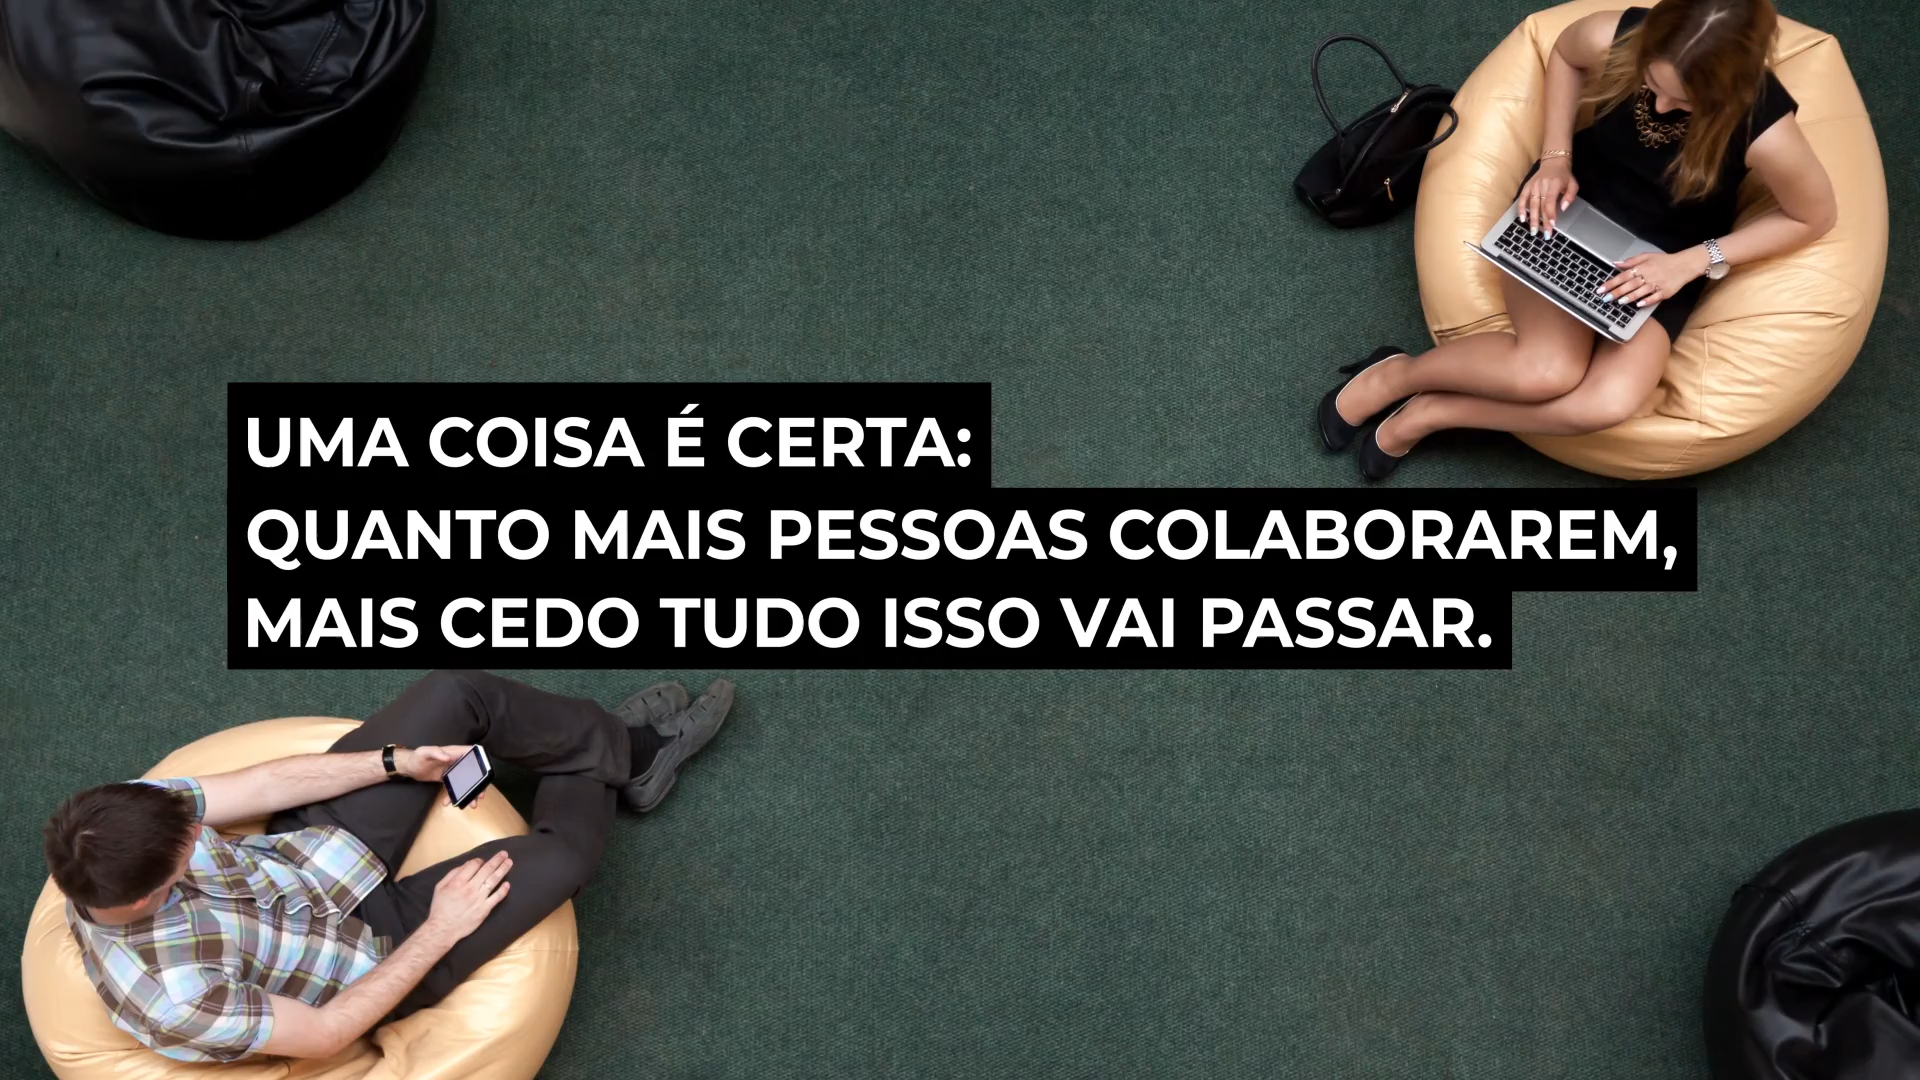 UMA COISA É CERTA:
QUANTO MAIS PESSOAS COLABORAREM,
MAIS CEDO TUDO ISSO VAI PASSAR.